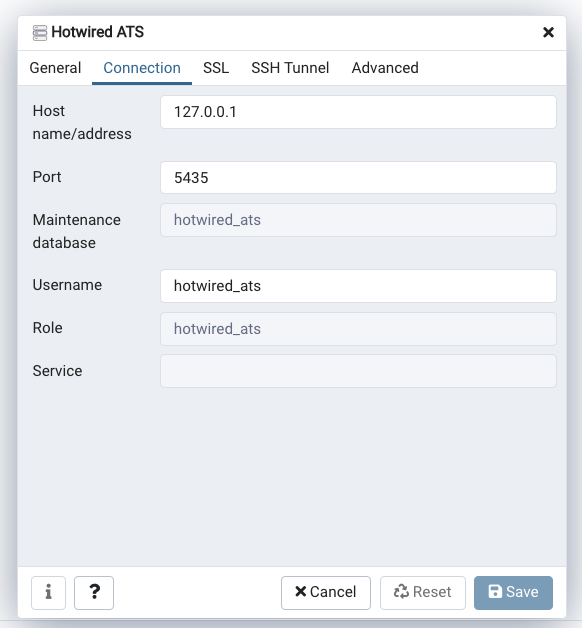 Hotwired ATS
General Connection SSL SSH Tunnel Advanced
Host
name/address
127.0.0.1
Port
5435
Maintenance
database
hotwired_ats
Username
hotwired_ats
Role
hotwired_ats
Service
i ? Cancel Reset Save